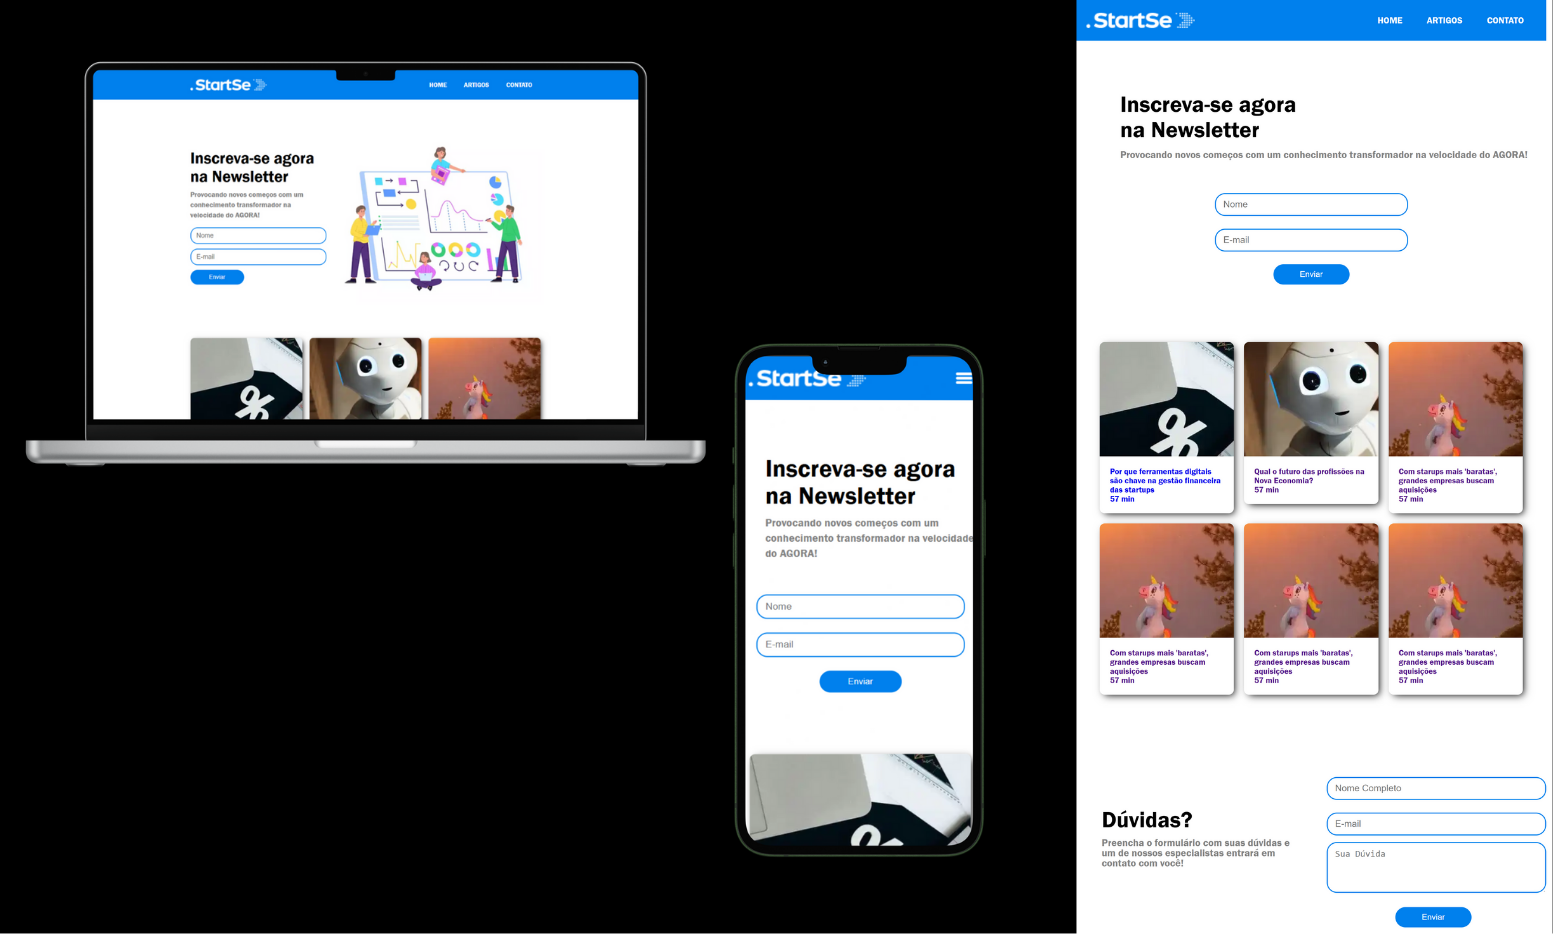 .StartSe
HOME ARTIGOS CONTATO
Inscreva-se agora
na Newsletter
Provocando novos começos com um
conhecimento transformador na
velocidade do AGORA!
Nome
E-mail
Enviar
%
.StartSe
Inscreva-se agora
na Newsletter
Provocando novos começos com um
conhecimento transformador na velocidade
do AGORA!
Nome
E-mail
Enviar
%
.StartSe
HOME ARTIGOS CONTATO
Inscreva-se agora
na Newsletter
Provocando novos começos com um conhecimento transformador na velocidade do AGORA!
Nome
E-mail
Enviar
%
Por que ferramentas digitais
são chave na gestão financeira
das startups
57 min
Qual o futuro das profissões na
Nova Economia?
57 min
Com starups mais 'baratas',
grandes empresas buscam
aquisições
57 min
Com starups mais 'baratas',
grandes empresas buscam
aquisições
57 min
Com starups mais 'baratas',
grandes empresas buscam
aquisições
57 min
Com starups mais 'baratas',
grandes empresas buscam
aquisições
57 min
Dúvidas?
Preencha o formulário com suas dúvidas e
um de nossos especialistas entrará em
contato com você!
Nome Completo
E-mail
Sua Dúvida
Enviar